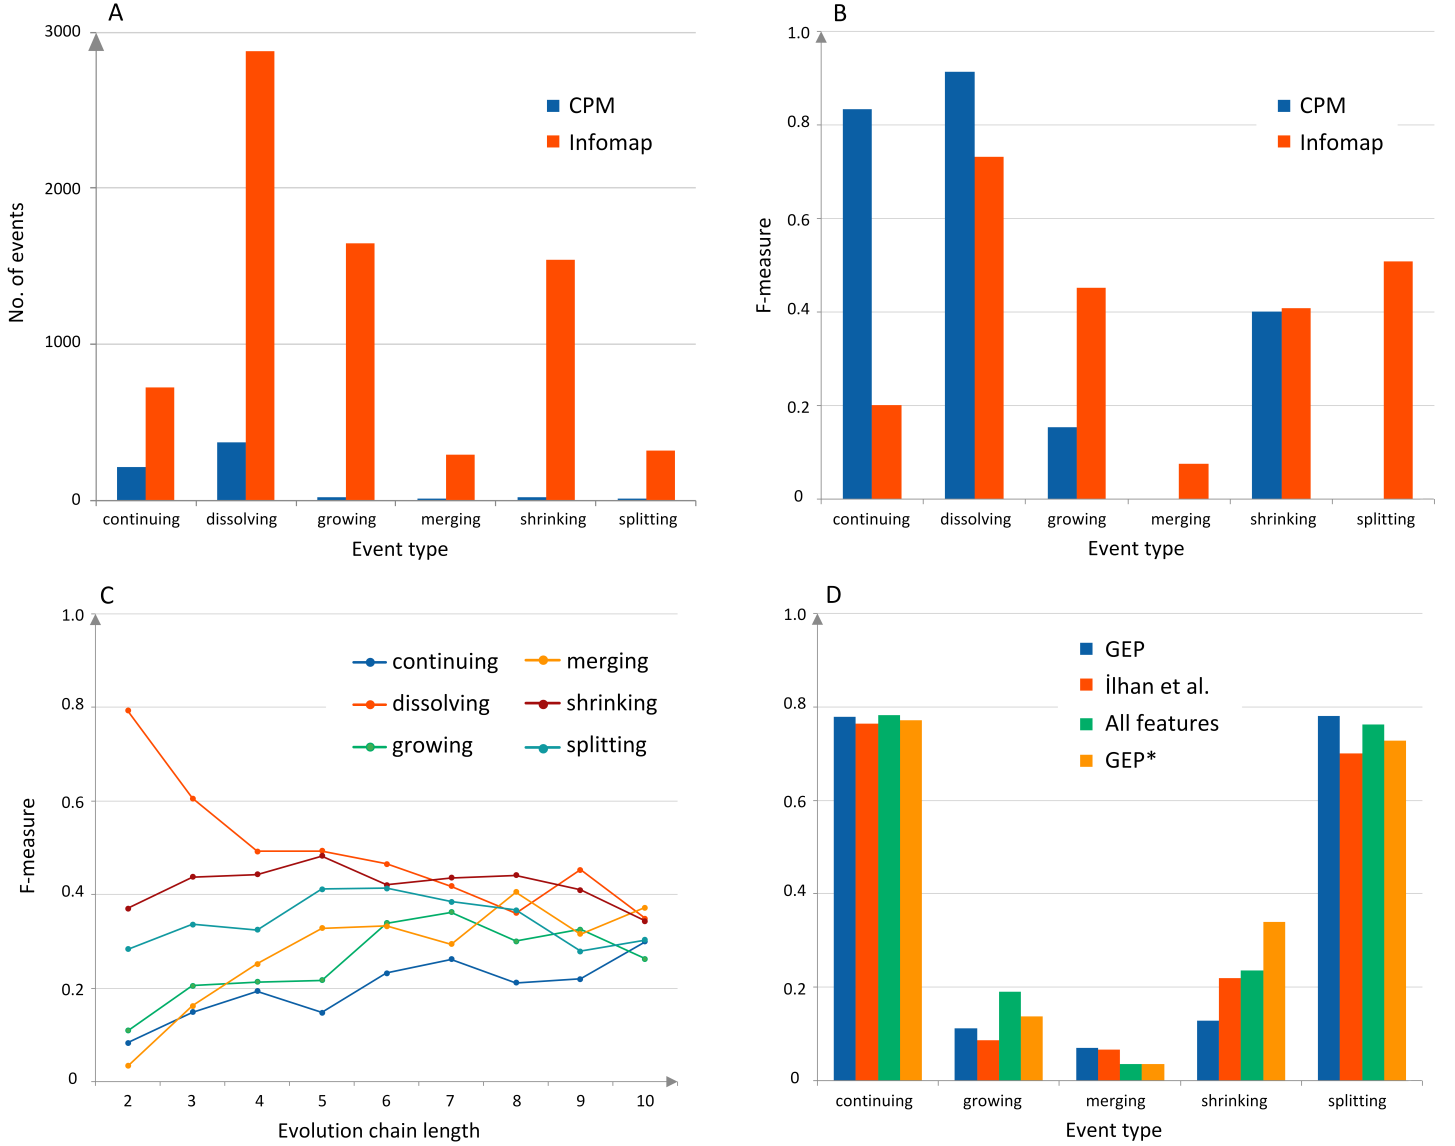 A
3000
2000
1000
0
No. of events
CPM
Infomap
continuing dissolving growing merging shrinking splitting
Event type
B
1.0
0.8
0.6
0.4
0.2
0
F-measure
CPM
Infomap
continuing dissolving growing merging shrinking splitting
Event type
C
1.0
0.8
0.6
0.4
0.2
0
F-measure
continuing merging
dissolving shrinking
growing splitting
2 3 4 5 6 7 8 9 10
Evolution chain length
D
1.0
0.8
0.6
0.4
0.2
0
GEP
İlhan et al.
All features
GEP*
continuing growing merging shrinking splitting
Event type